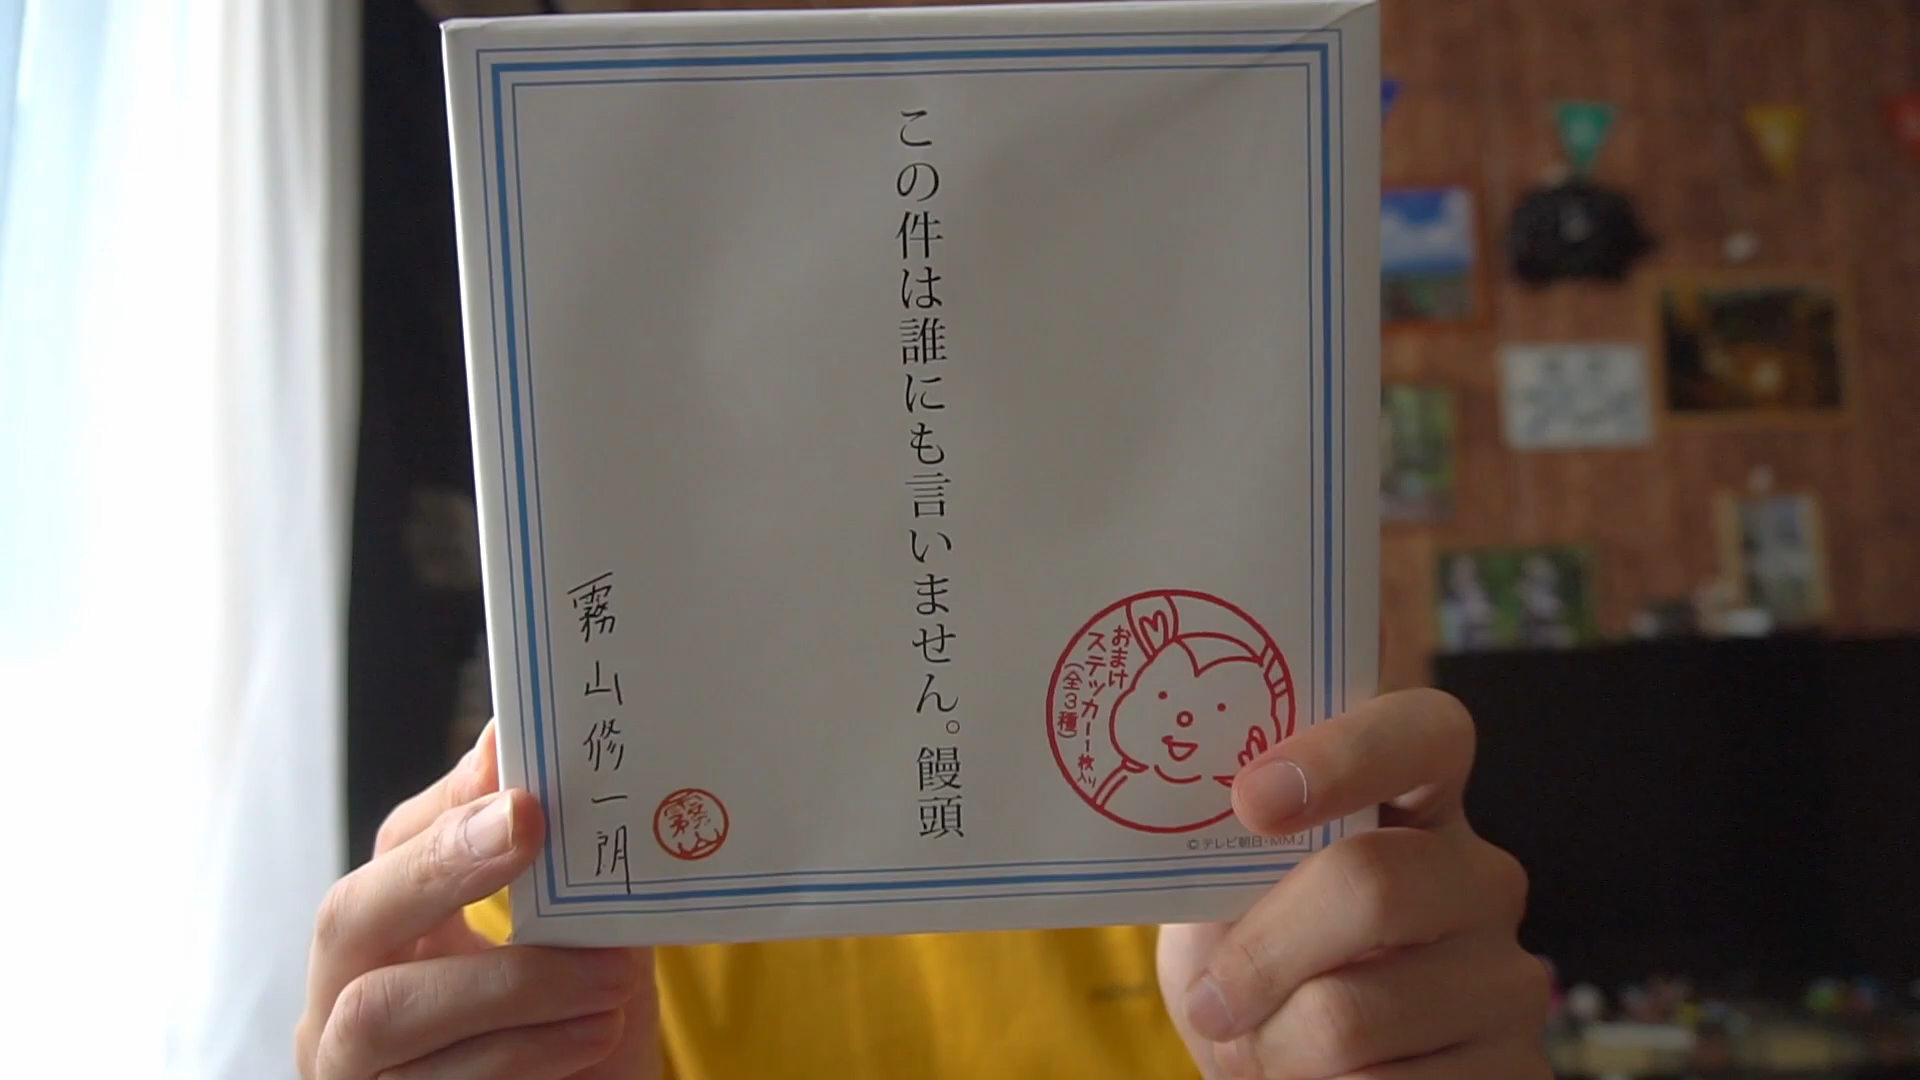 この件は誰にも言いません。饅頭
おまけ
ステッカー1枚入り
(全3種)
霧山修一朗
霧山
©テレビ朝日・MMJ